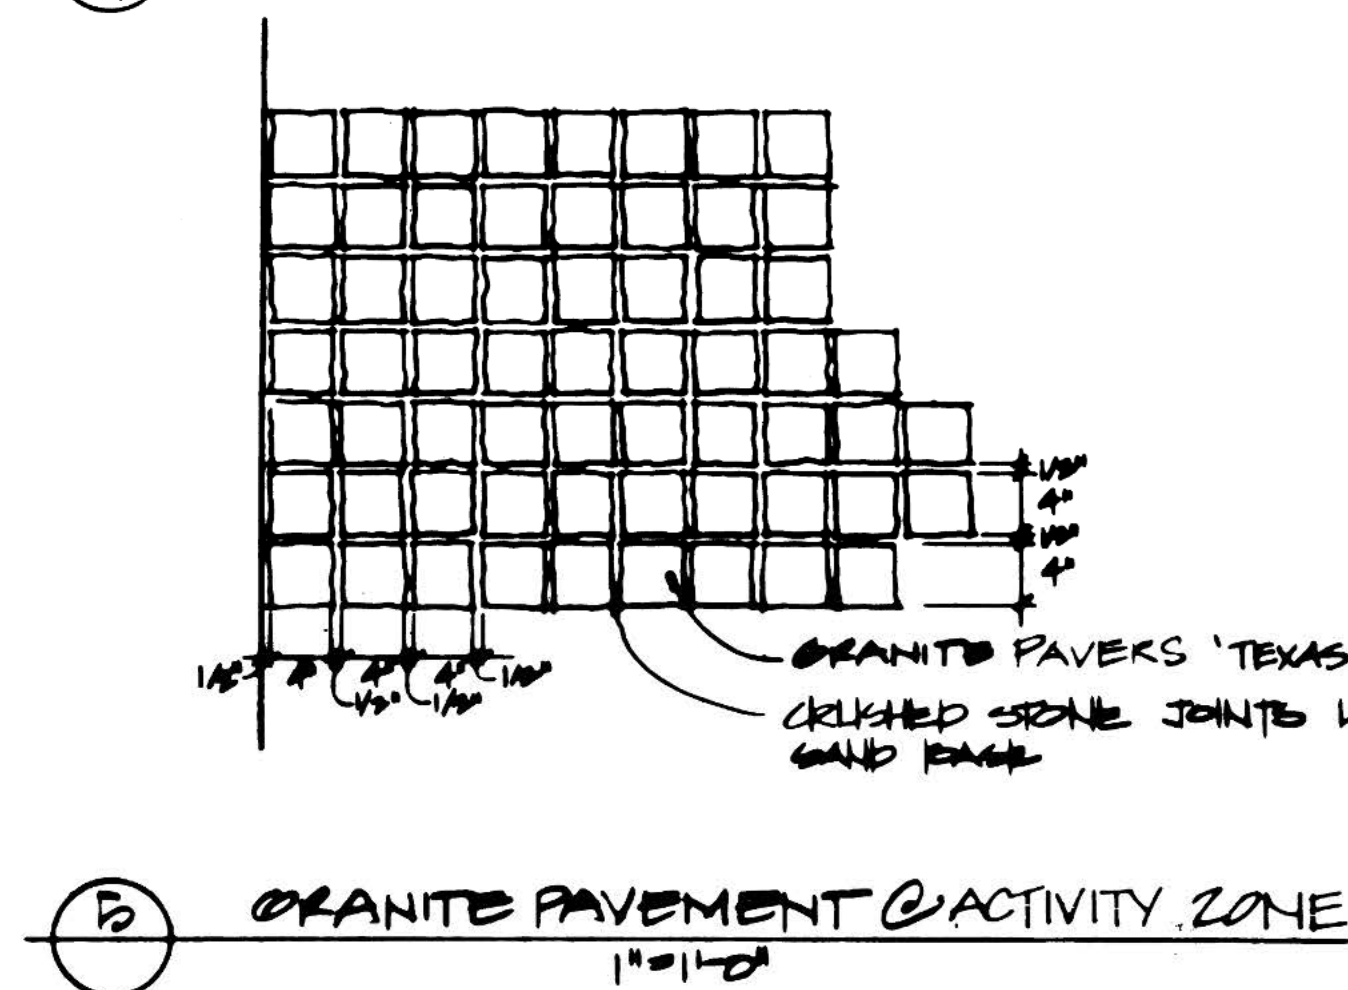 1/2"
4"
1/2"
4"
1/2" 4" 4" 4" 1/2"
1/2" 1/2"
GRANITE PAVERS 'TEXAS
CRUSHED STONE JOINTS
SAND BASE
5 GRANITE PAVEMENT @ ACTIVITY ZONE
1"=1'-0"